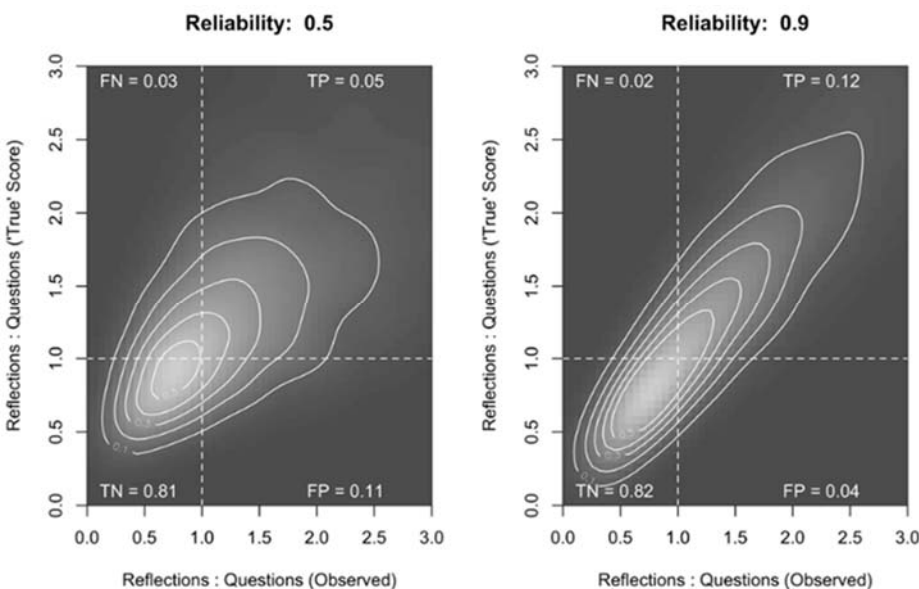 Reliability: 0.5
FN = 0.03 TP = 0.05
TN = 0.81 FP = 0.11
0.1
3.0
2.5
2.0
1.5
1.0
0.5
0.0
Reflections : Questions ('True' Score)
0.0 0.5 1.0 1.5 2.0 2.5 3.0
Reflections : Questions (Observed)
Reliability: 0.9
FN = 0.02 TP = 0.12
TN = 0.82 FP = 0.04
0.1
3.0
2.5
2.0
1.5
1.0
0.5
0.0
Reflections : Questions ('True' Score)
0.0 0.5 1.0 1.5 2.0 2.5 3.0
Reflections : Questions (Observed)